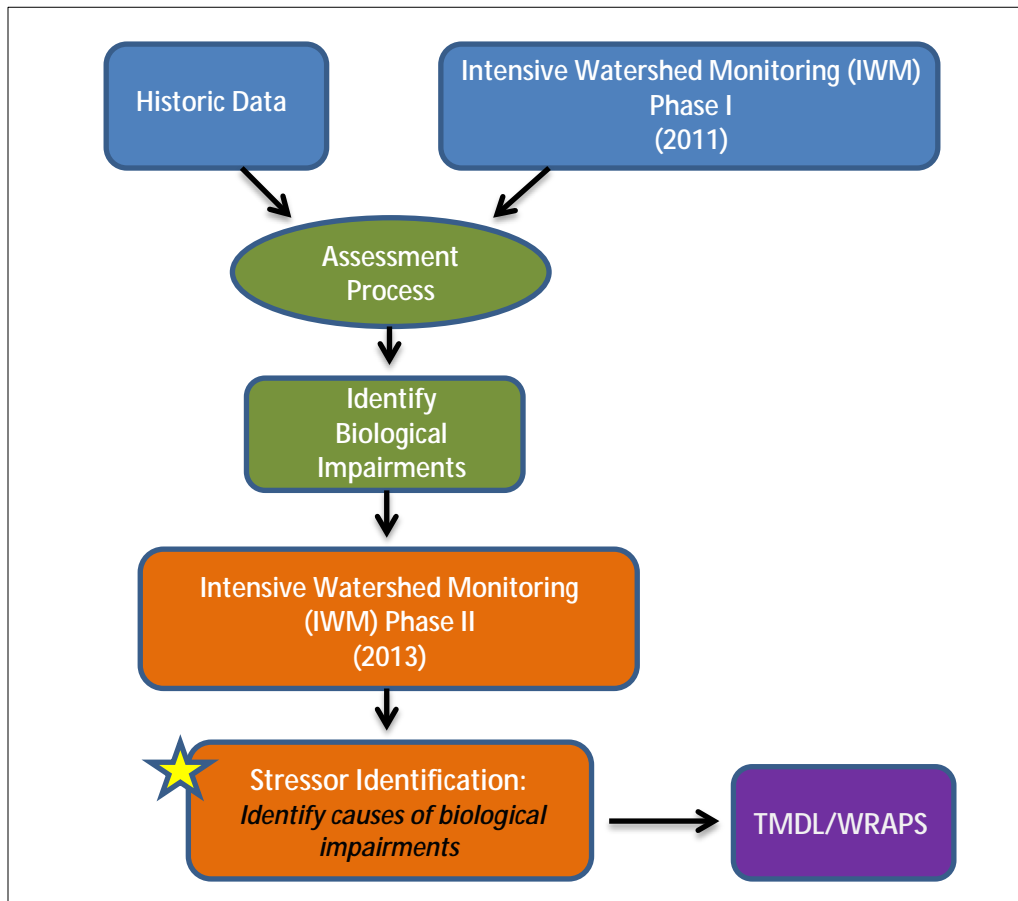 Historic Data
Intensive Watershed Monitoring (IWM)
Phase I
(2011)
Assessment
Process
Identify
Biological
Impairments
Intensive Watershed Monitoring
(IWM) Phase II
(2013)
Stressor Identification:
Identify causes of biological
impairments
TMDL/WRAPS